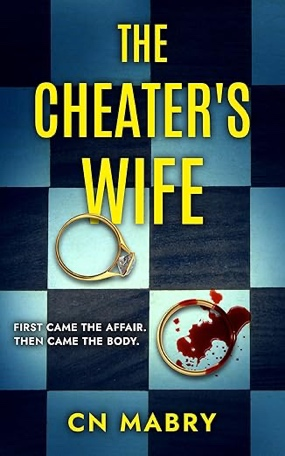 THE
CHEATER'S
WIFE
FIRST CAME THE AFFAIR.
THEN CAME THE BODY.
CN MABRY